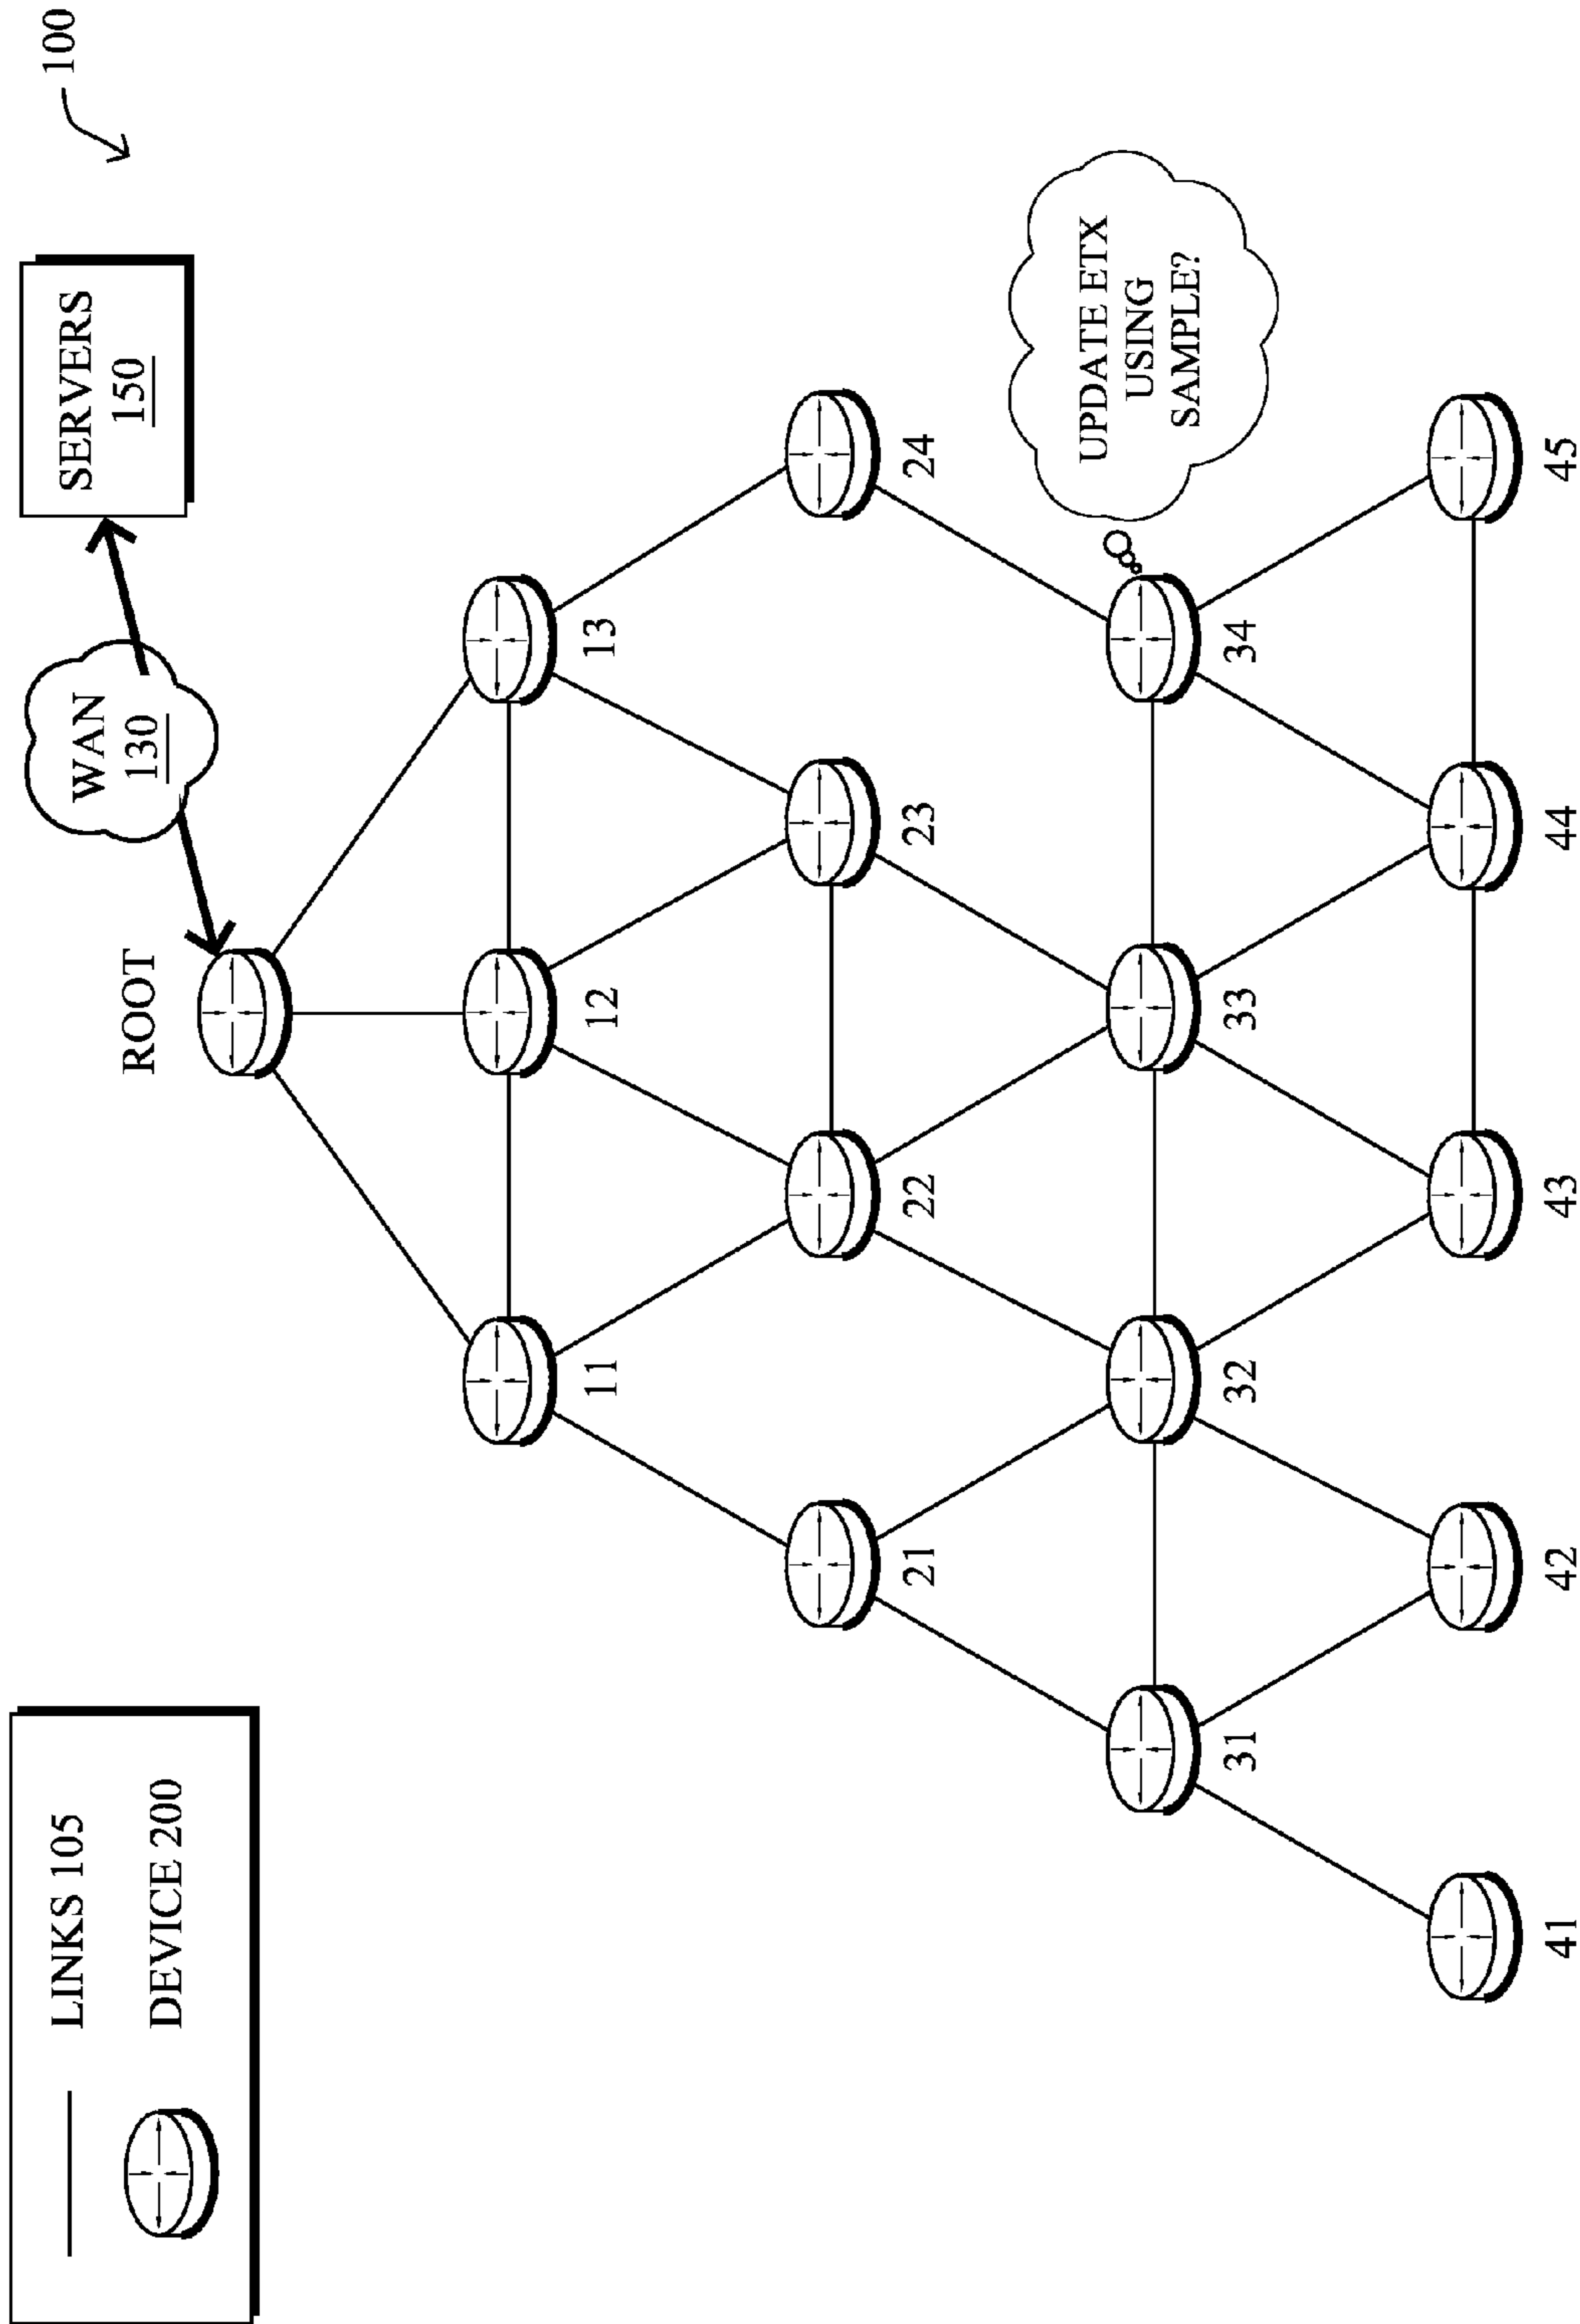 100
LINKS 105
DEVICE 200
WAN
130
SERVERS
150
ROOT
11
12
13
21
22
23
24
31
32
33
34
UPDATE ETX
USING
SAMPLE?
41
42
43
44
45